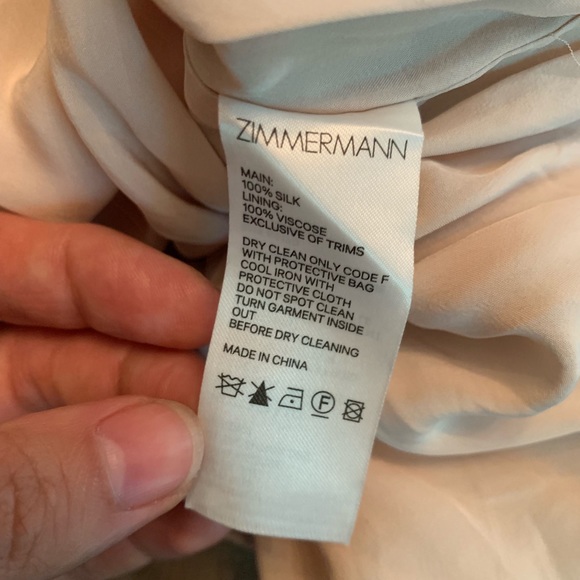 ZIMMERMANN
MAIN:
100% SILK
LINING:
100% VISCOSE
EXCLUSIVE OF TRIMS
DRY CLEAN ONLY CODE F
WITH PROTECTIVE BAG
COOL IRON WITH
PROTECTIVE CLOTH
DO NOT SPOT CLEAN
TURN GARMENT INSIDE
OUT
BEFORE DRY CLEANING
MADE IN CHINA
F